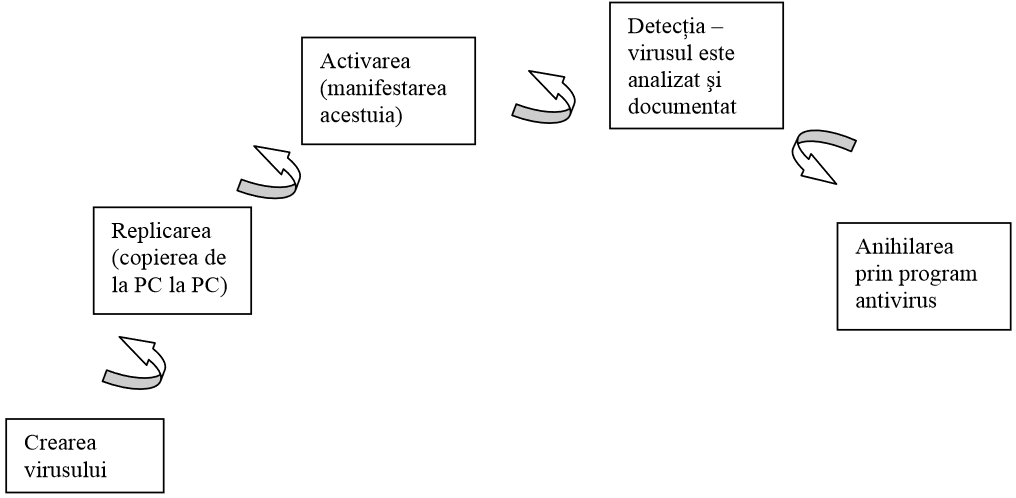 Crearea
virusului
Replicarea
(copierea de
la PC la PC)
Activarea
(manifestarea
acestuia)
Detecția –
virusul este
analizat şi
documentat
Anihilarea
prin program
antivirus